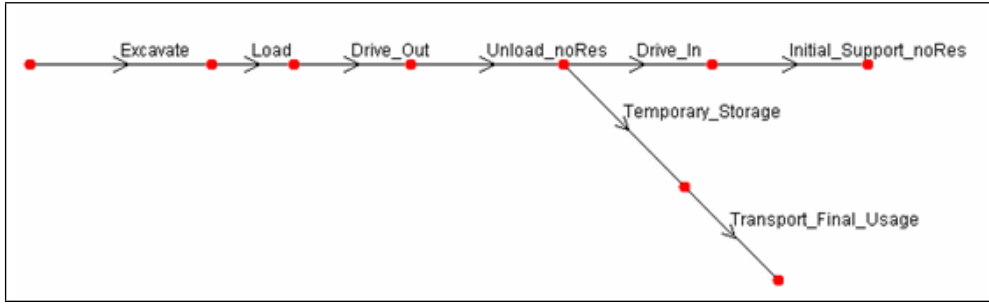 Excavate
Load
Drive_Out
Unload_noRes
Drive_In
Initial_Support_noRes
Temporary_Storage
Transport_Final_Usage